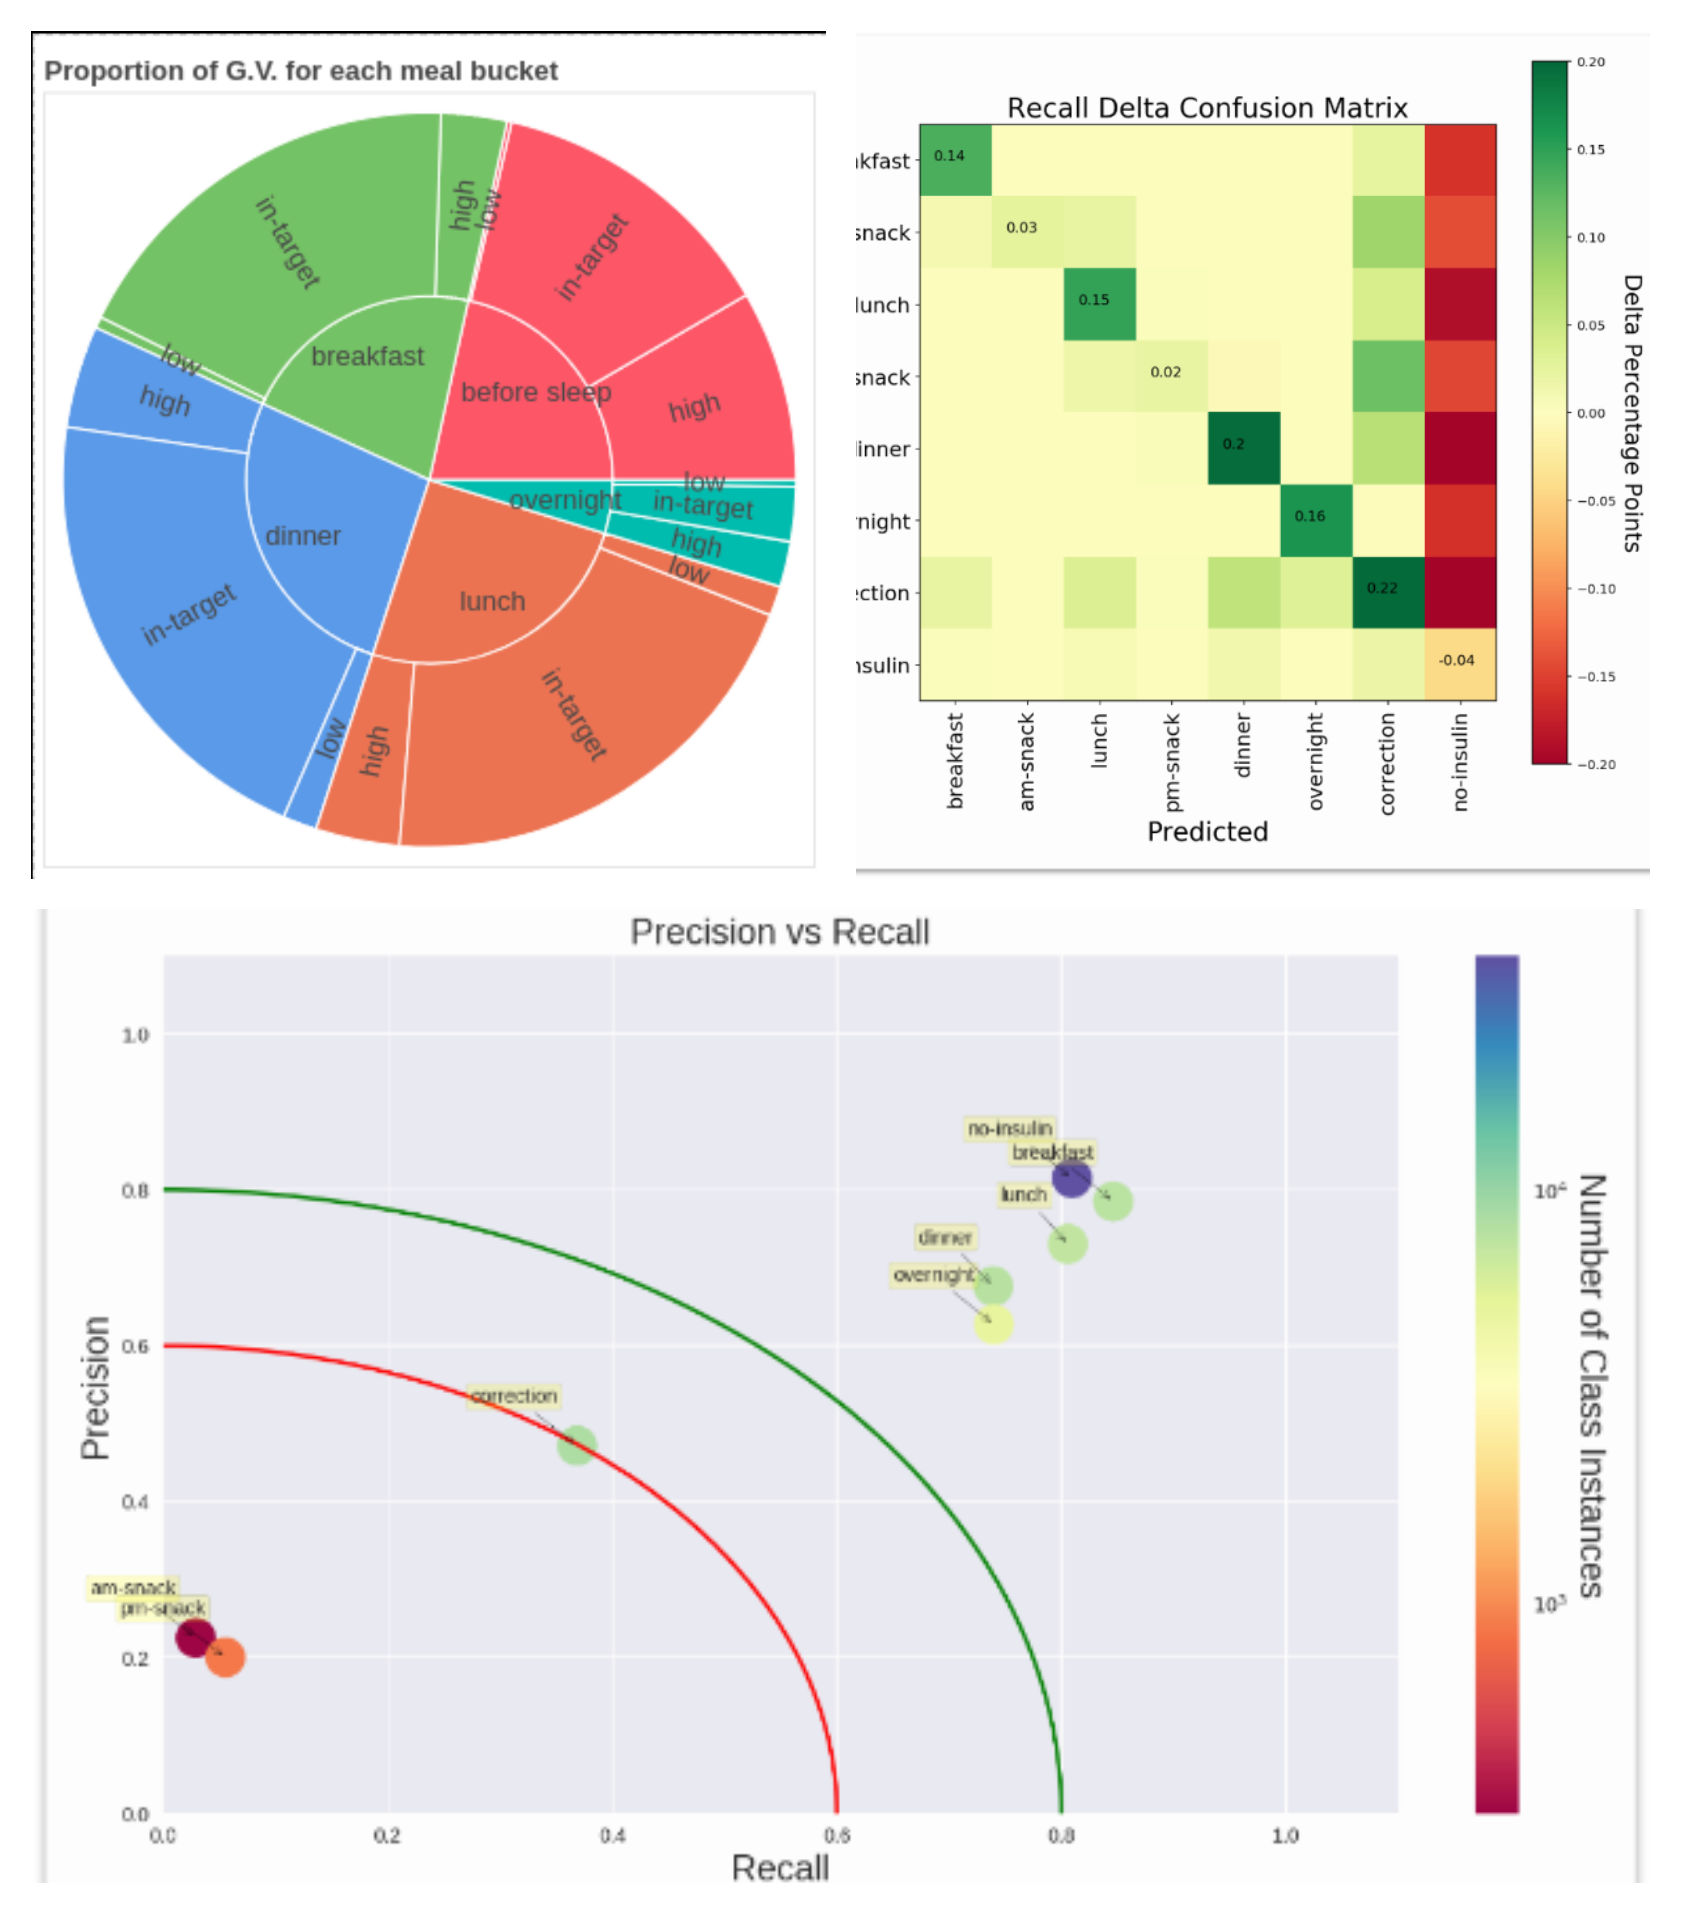 Proportion of G.V. for each meal bucket
in-target
high
low
in-target
breakfast
before sleep
low
high
high
low
overnight
in-target
high
low
dinner
lunch
in-target
in-target
low
high
Recall Delta Confusion Matrix
kfast
snack
lunch
snack
inner
night
ection
nsulin
0.14
0.03
0.15
0.02
0.2
0.16
0.22
-0.04
breakfast
am-snack
lunch
pm-snack
dinner
overnight
correction
no-insulin
Predicted
0.20
0.15
0.10
0.05
0.00
−0.05
−0.10
−0.15
−0.20
Delta Percentage Points
Precision vs Recall
1.0
0.8
0.6
0.4
0.2
0.0
Precision
no-insulin
breakfast
lunch
dinner
overnight
correction
am-snack
pm-snack
0.0 0.2 0.4 0.6 0.8 1.0
Recall
10⁴
10³
Number of Class Instances